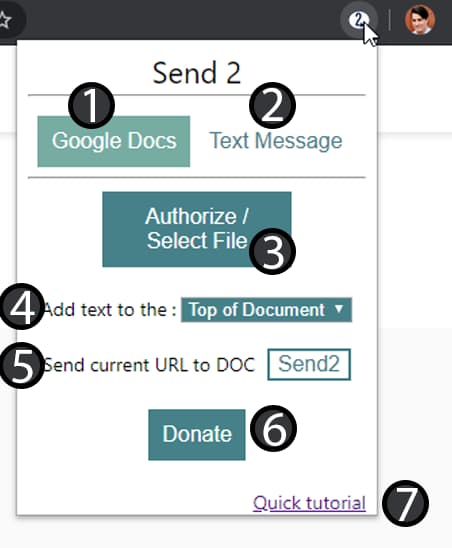 2
Send 2
1
2
Google Docs Text Message
Authorize /
Select File
3
4 Add text to the : Top of Document ▼
5 Send current URL to DOC Send2
Donate 6
Quick tutorial 7